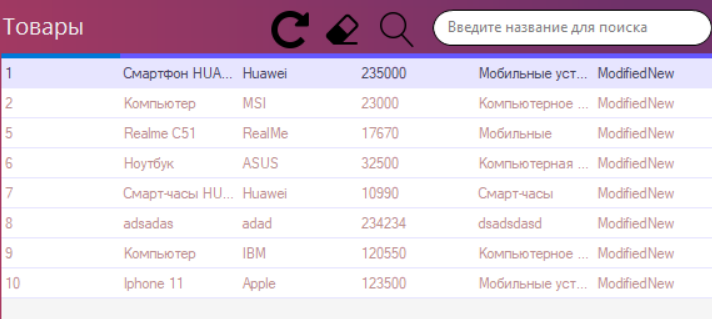 Товары
Введите название для поиска
1 Смартфон HUA... Huawei 235000 Мобильные уст... ModifiedNew
2 Компьютер MSI 23000 Компьютерное ... ModifiedNew
5 Realme C51 RealMe 17670 Мобильные ModifiedNew
6 Ноутбук ASUS 32500 Компьютерная ... ModifiedNew
7 Смарт-часы HU... Huawei 10990 Смарт-часы ModifiedNew
8 adsadas adad 234234 dsadsdasd ModifiedNew
9 Компьютер IBM 120550 Компьютерное ... ModifiedNew
10 Iphone 11 Apple 123500 Мобильные уст... ModifiedNew